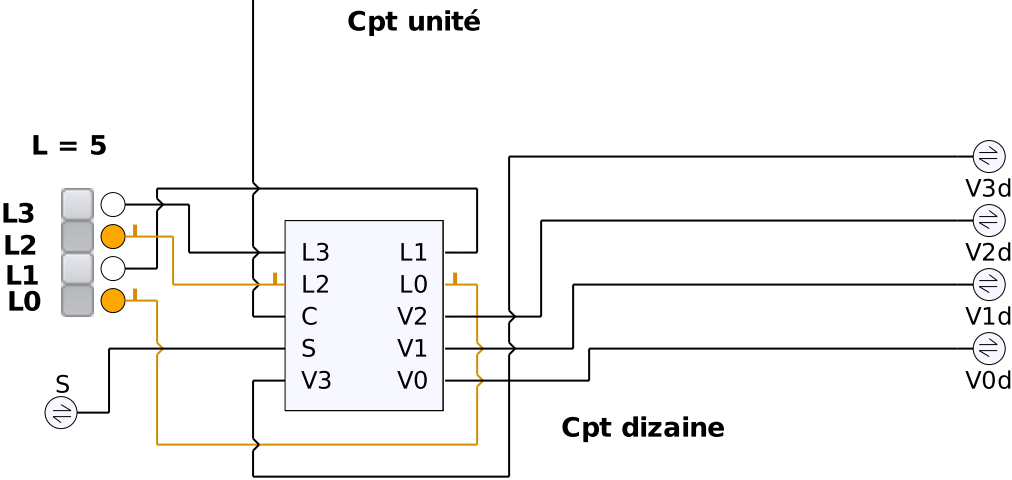 Cpt unité
L = 5
L3
L2
L1
L0
S
L3
L2
C
S
V3
L1
L0
V2
V1
V0
V3d
V2d
V1d
V0d
Cpt dizaine